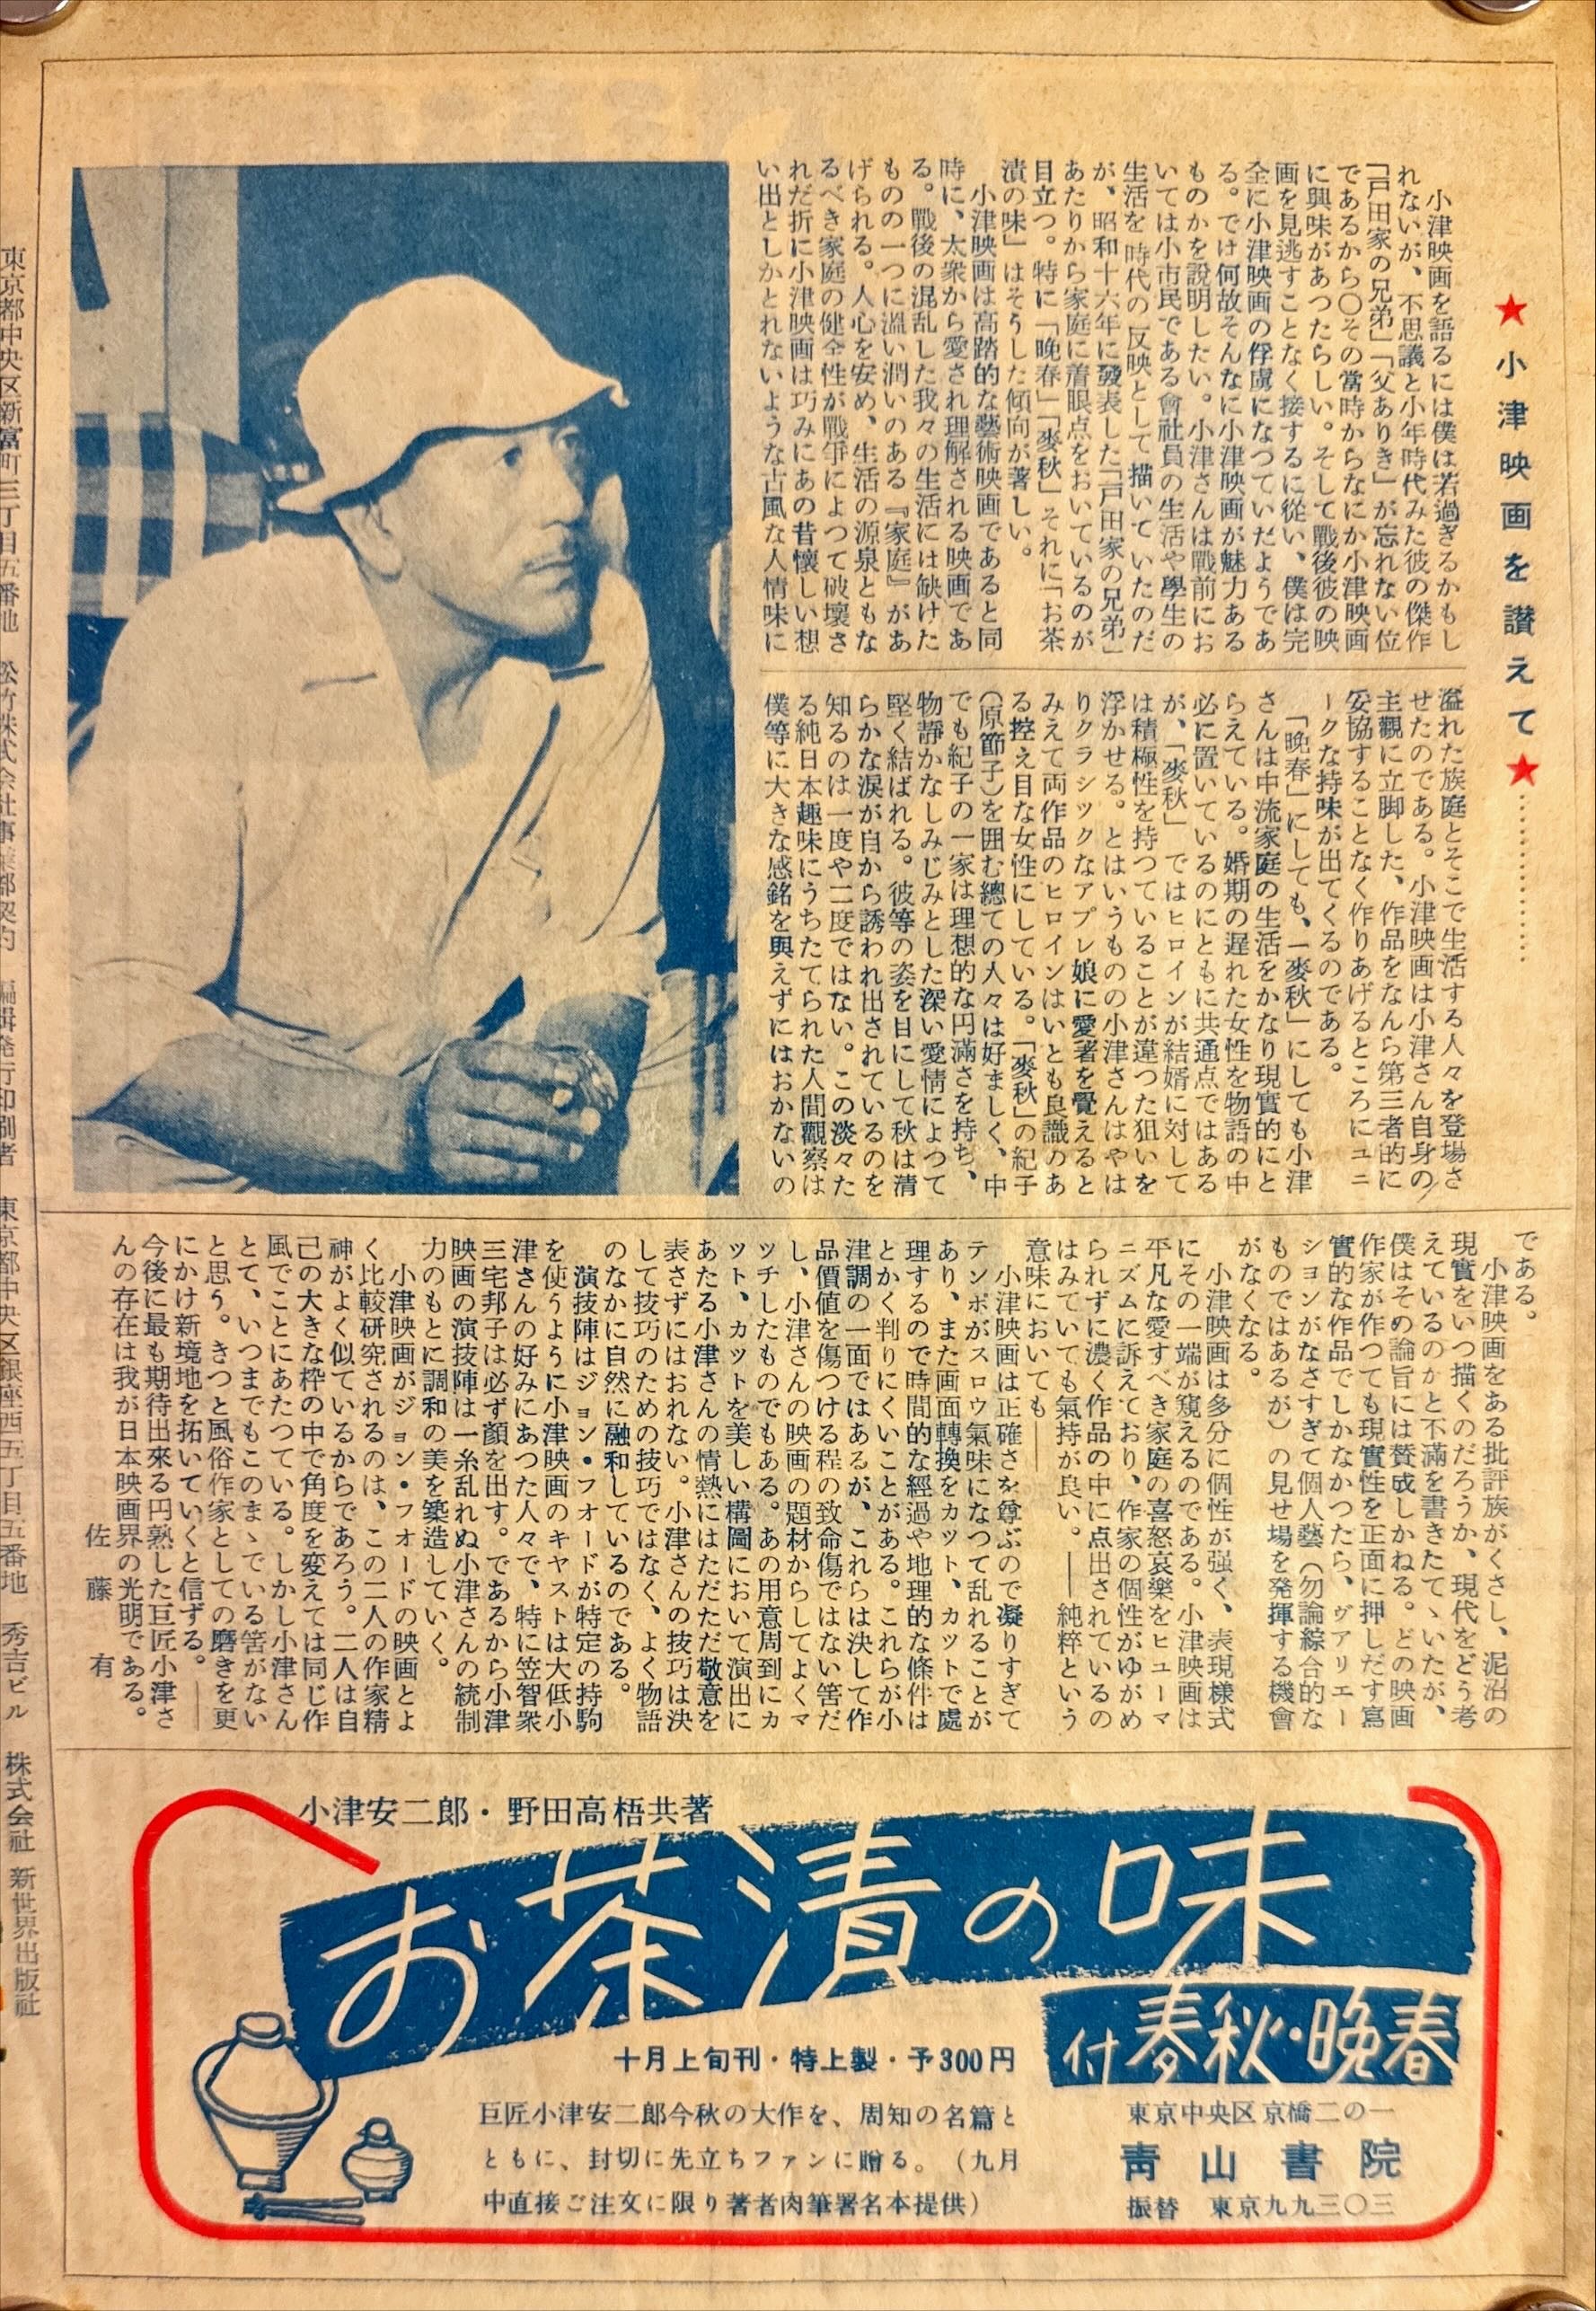 ★小津映画を讃えて★……………
小津映画を語るには僕は若過ぎるかもし
れないが、不思議と小年時代みた彼の傑作
「戸田家の兄弟」「父ありき」が忘れない位
であるから〇その當時からなにか小津映画
に興味があつたらしい。そして戰後彼の映
画を見逃すことなく接するに從い、僕は完
全に小津映画の俘虜になつていだようであ
る。でけ何故そんなに小津映画が魅力ある
ものかを説明したい。小津さんは戰前にお
いては小市民である會社員の生活や學生の
生活を 時代の反映として 描いて いたのだ
が、昭和十六年に發表した「戸田家の兄弟」
あたりから家庭に着眼点をおいているのが
目立つ。特に「晩春」「麥秋」それに「お茶
漬の味」はそうした傾向が著しい。
小津映画は高踏的な藝術映画であると同
時に、太衆から愛され理解される映画であ
る。戰後の混乱した我々の生活には缺けた
ものの一つに溫い潤いのある『家庭』があ
げられる。人心を安め、生活の源泉ともな
るべき家庭の健全性が戰爭によつて破壞さ
れだ折に小津映画は巧みにあの昔懷しい想
い出としかとれないような古風な人情味に
溢れた族庭とそこで生活する人々を登場さ
せたのである。小津映画は小津さん自身の
主觀に立脚した、作品をなんら第三者的に
妥協することなく作りあげるところにユニ
ークな持味が出てくるのである。
「晩春」にしても、「麥秋」にしても小津
さんは中流家庭の生活をかなり現實的にと
らえている。婚期の遅れた女性を物語の中
必に置いているのにともに共通点ではある
が、「麥秋」ではヒロインが結婿に対して
は積極性を持つていることが違つた狙いを
浮かせる。とはいうものの小津さんはやは
りクラシックなアプレ娘に愛著を覺えると
みえて両作品のヒロインはいとも良識のあ
る控え目な女性にしている。「麥秋」の紀子
(原節子)を囲む總ての人々は好ましく、中
でも紀子の一家は理想的な円滿さを持ち、
物静かなしみじみとした深い愛情によつて
堅く結ばれる。彼等の姿を目にして秋は清
らかな淚が自から誘われ出されているのを
知るのは一度や二度ではない。この淡々た
る純日本趣味にうちたてられた人間觀察は
僕等に大きな感銘を與えずにはおかないの
である。
小津映画をある批評族がくさし、泥沼の
現實をいつ描くのだろうか、現代をどう考
えているのかと不滿を書きたてゝいたが、
僕はその論旨には賛成しかねる。どの映画
作家が作つても現實性を正面に押しだす寫
實的な作品でしかなかつたら、ヴアリエー
ションがなさすぎて個人藝(勿論綜合的な
ものではあるが)の見せ場を発揮する機會
がなくなる。
小津映画は多分に個性が強く、表現様式
にその一端が窺えるのである。小津映画は
平凡な愛すべき家庭の喜怒哀樂をヒューマ
ニズムに訴えており、作家の個性がゆがめ
られずに濃く作品の中に点出されているの
はみていても氣持が良い。——純粹という
意味においても——
小津映画は正確さを尊ぶので凝りすぎて
テンポがスロウ氣味になつて乱れることが
あり、また画面轉換をカット、カットで處
理するので時間的な經過や地理的な條件は
とかく判りにくいことがある。これらが小
津調の一面ではあるが、これらは決して作
品價値を傷つける程の致命傷ではない筈だ
し、小津さんの映画の題材からしてよくマ
ッチしたものでもある。あの用意周到にカ
ット、カットを美しい構圖において演出に
あたる小津さんの情熱にはただただ敬意を
表さずにはおれない。小津さんの技巧は決
して技巧のための技巧ではなく、よく物語
のなかに自然に融和しているのである。
演技陣はジョン・フォードが特定の持駒
を使うように小津映画のキャストは大低小
津さんの好みにあつた人々で、特に笠智衆
三宅邦子は必ず顏を出す。であるから小津
映画の演技陣は一糸乱れぬ小津さんの統制
力のもとに調和の美を築造していく。
小津映画がジョン・フォードの映画とよ
く比較研究されるのは、この二人の作家精
神がよく似ているからであろう。二人は自
己の大きな枠の中で角度を変えては同じ作
風でことにあたつている。しかし小津さん
とて、いつまでもこのまゝでいる筈がない
と思う。きつと風俗作家としての磨きを更
にかけ新境地を拓いていくと信ずる。——
今後に最も期待出來る円熟した巨匠小津さ
んの存在は我が日本映画界の光明である。
佐藤有
小津安二郎・野田高梧共著
お茶漬の味
付 麥秋・晩春
十月上旬刊・特上製・予300円
巨匠小津安二郎今秋の大作を、周知の名篇と
ともに、封切に先立ちファンに贈る。(九月
中直接ご注文に限り著者肉筆署名本提供)
東京中央区京橋二の一
靑山書院
振替 東京九九三〇三
東京都中央区新富町三丁目五番地 松竹株式会社事業部契約 編輯発行印刷者 東京都中央区銀座西五丁目五番地 秀吉ビル 株式会社 新世界出版社